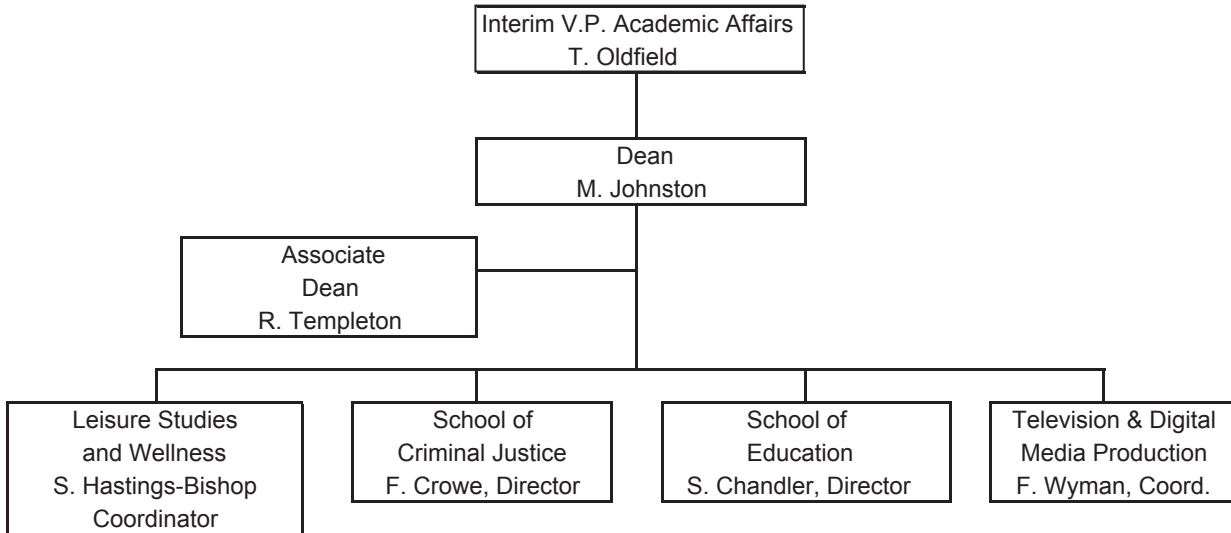 Interim V.P. Academic Affairs
T. Oldfield
Dean
M. Johnston
Associate
Dean
R. Templeton
Leisure Studies
and Wellness
S. Hastings-Bishop
Coordinator
School of
Criminal Justice
F. Crowe, Director
School of
Education
S. Chandler, Director
Television & Digital
Media Production
F. Wyman, Coord.